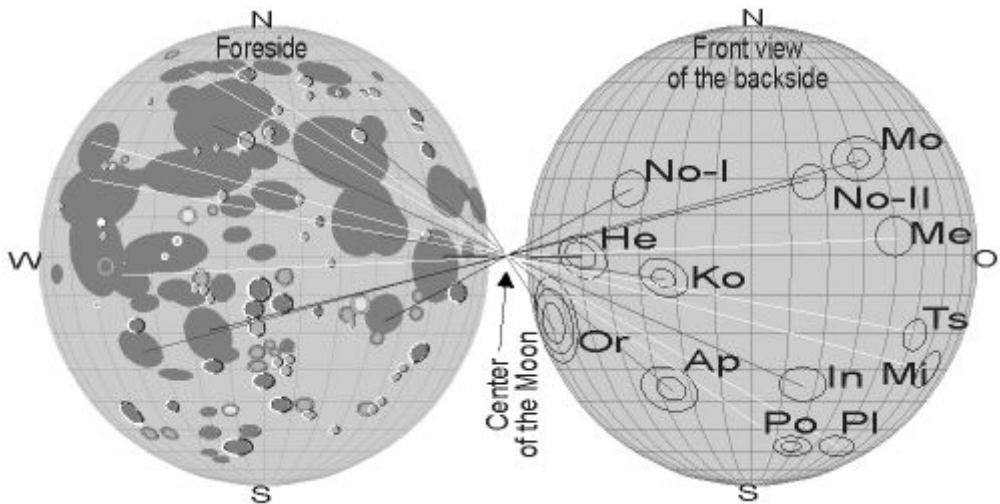 N
Foreside
W
S
Center
of the Moon
N
Front view
of the backside
Mo
No-I
No-II
He
Me
O
Ko
Ts
Or
Ap
In
Mi
Po
Pl
S